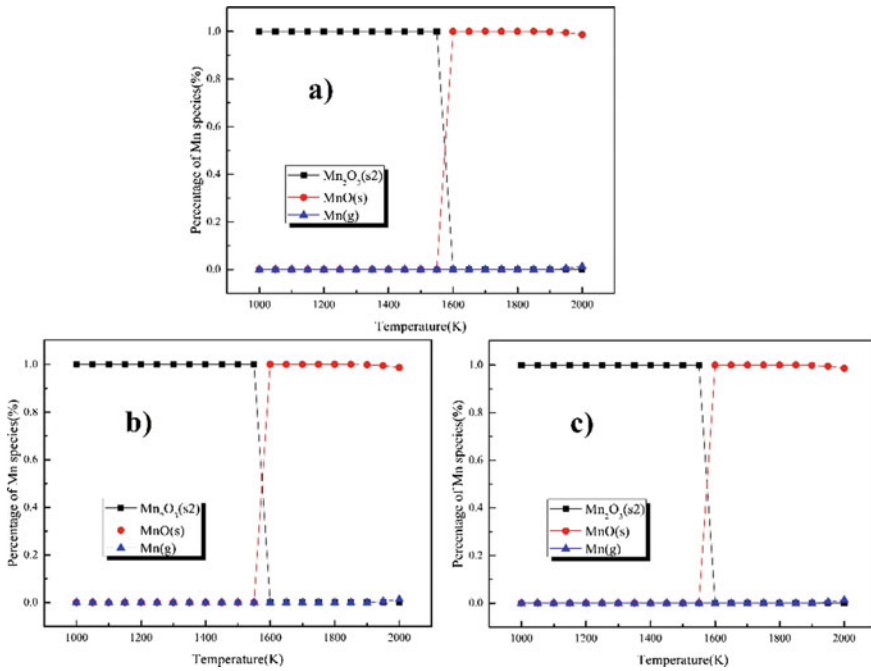 Percentage of Mn species(%)
1.0
0.8
0.6
0.4
0.2
0.0
a)
Mn₂O₃(s2)
MnO(s)
Mn(g)
1000 1200 1400 1600 1800 2000
Temperature(K)
Percentage of Mn species(%)
1.0
0.8
0.6
0.4
0.2
0.0
b)
Mn₂O₃(s2)
MnO(s)
Mn(g)
1000 1200 1400 1600 1800 2000
Temperature(K)
Percentage of Mn species(%)
1.0
0.8
0.6
0.4
0.2
0.0
c)
Mn₂O₃(s2)
MnO(s)
Mn(g)
1000 1200 1400 1600 1800 2000
Temperature(K)